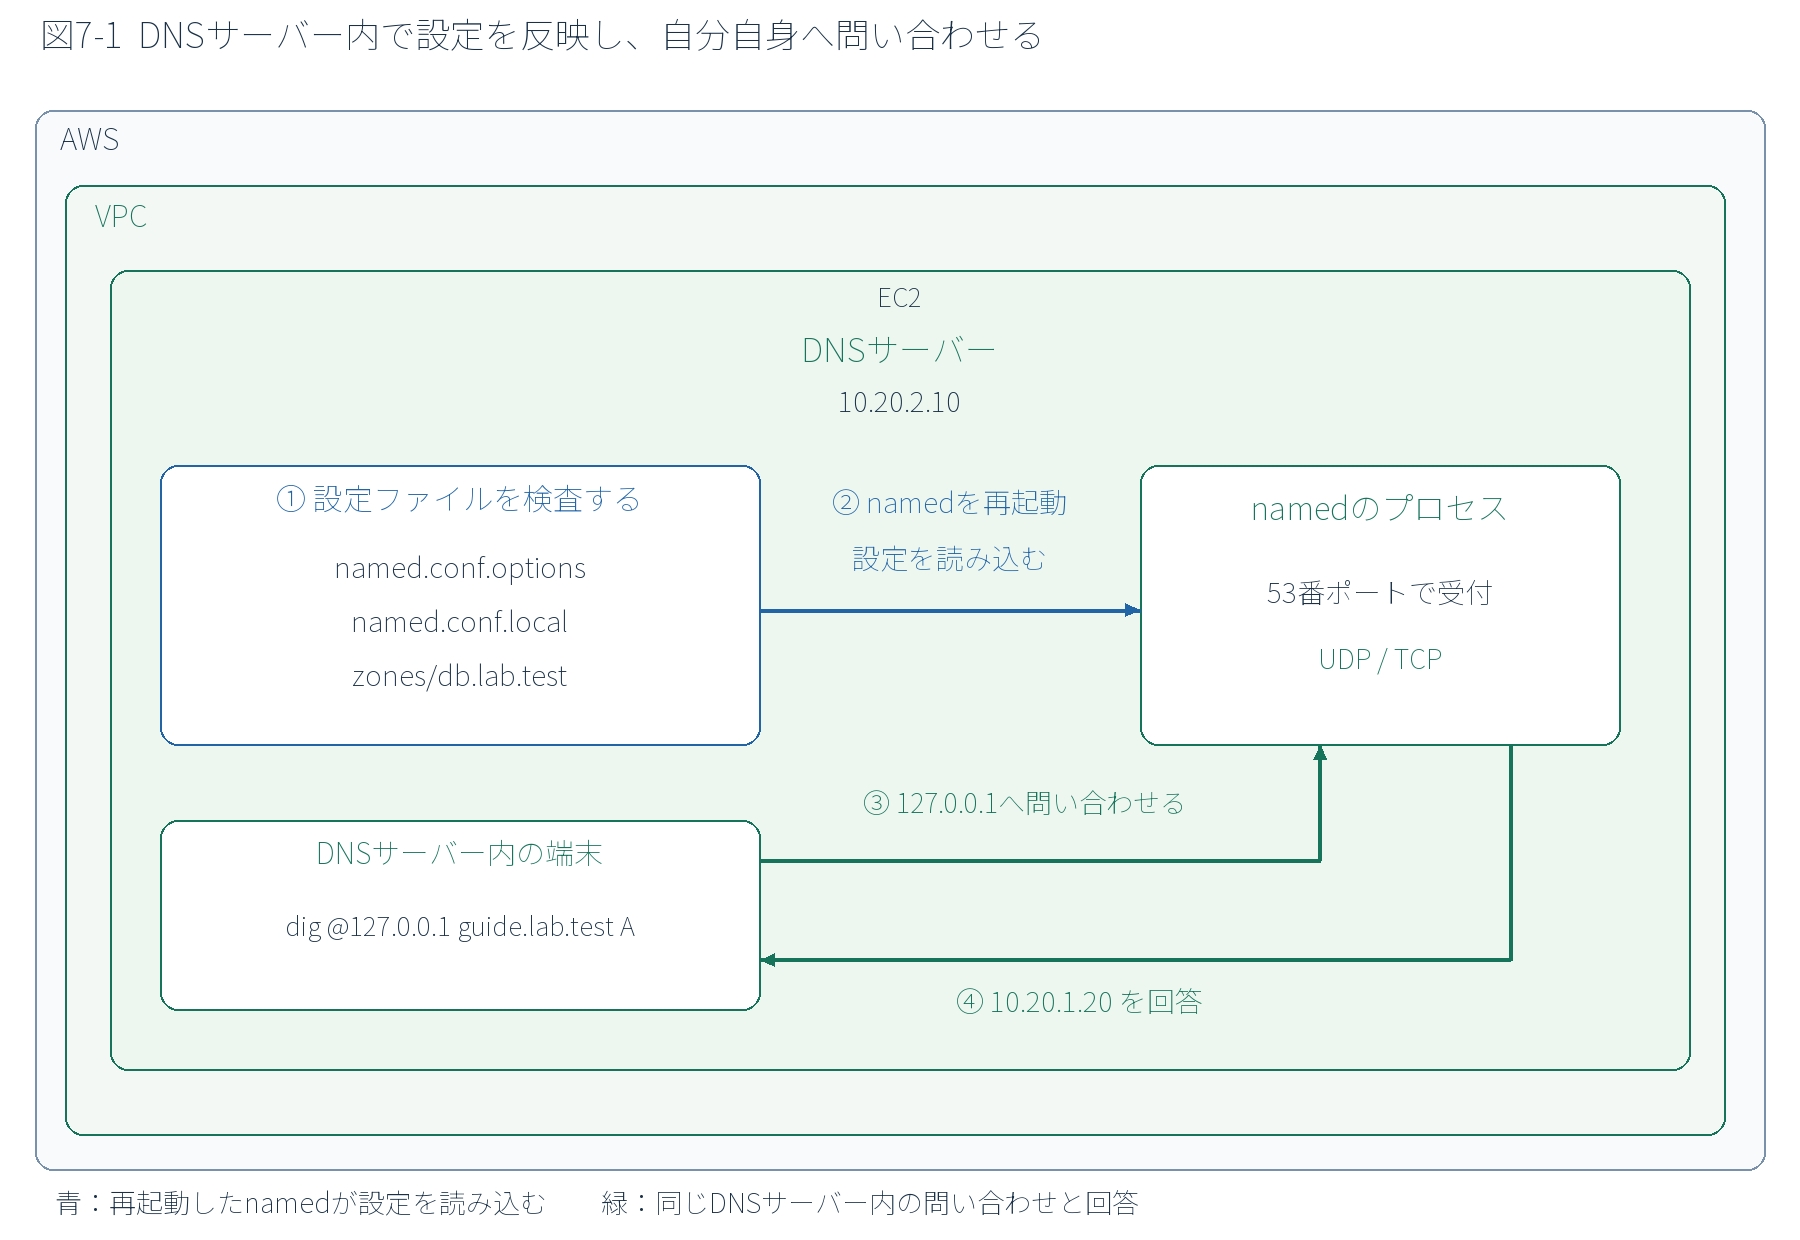 図7-1 DNSサーバー内で設定を反映し、自分自身へ問い合わせる
AWS
VPC
EC2
DNSサーバー
10.20.2.10
① 設定ファイルを検査する
named.conf.options
named.conf.local
zones/db.lab.test
② namedを再起動
設定を読み込む
namedのプロセス
53番ポートで受付
UDP / TCP
③ 127.0.0.1へ問い合わせる
DNSサーバー内の端末
dig @127.0.0.1 guide.lab.test A
④ 10.20.1.20 を回答
青：再起動したnamedが設定を読み込む
緑：同じDNSサーバー内の問い合わせと回答